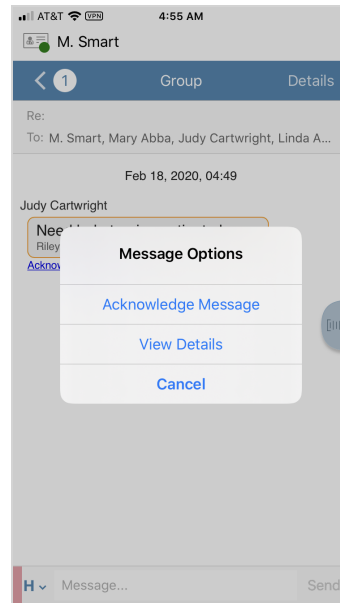 AT&T VPN 4:55 AM
M. Smart
1 Group Details
Re:
To: M. Smart, Mary Abba, Judy Cartwright, Linda A...
Feb 18, 2020, 04:49
Judy Cartwright
Riley
Message Options
Acknowledge Message
View Details
Cancel
H Message... Send